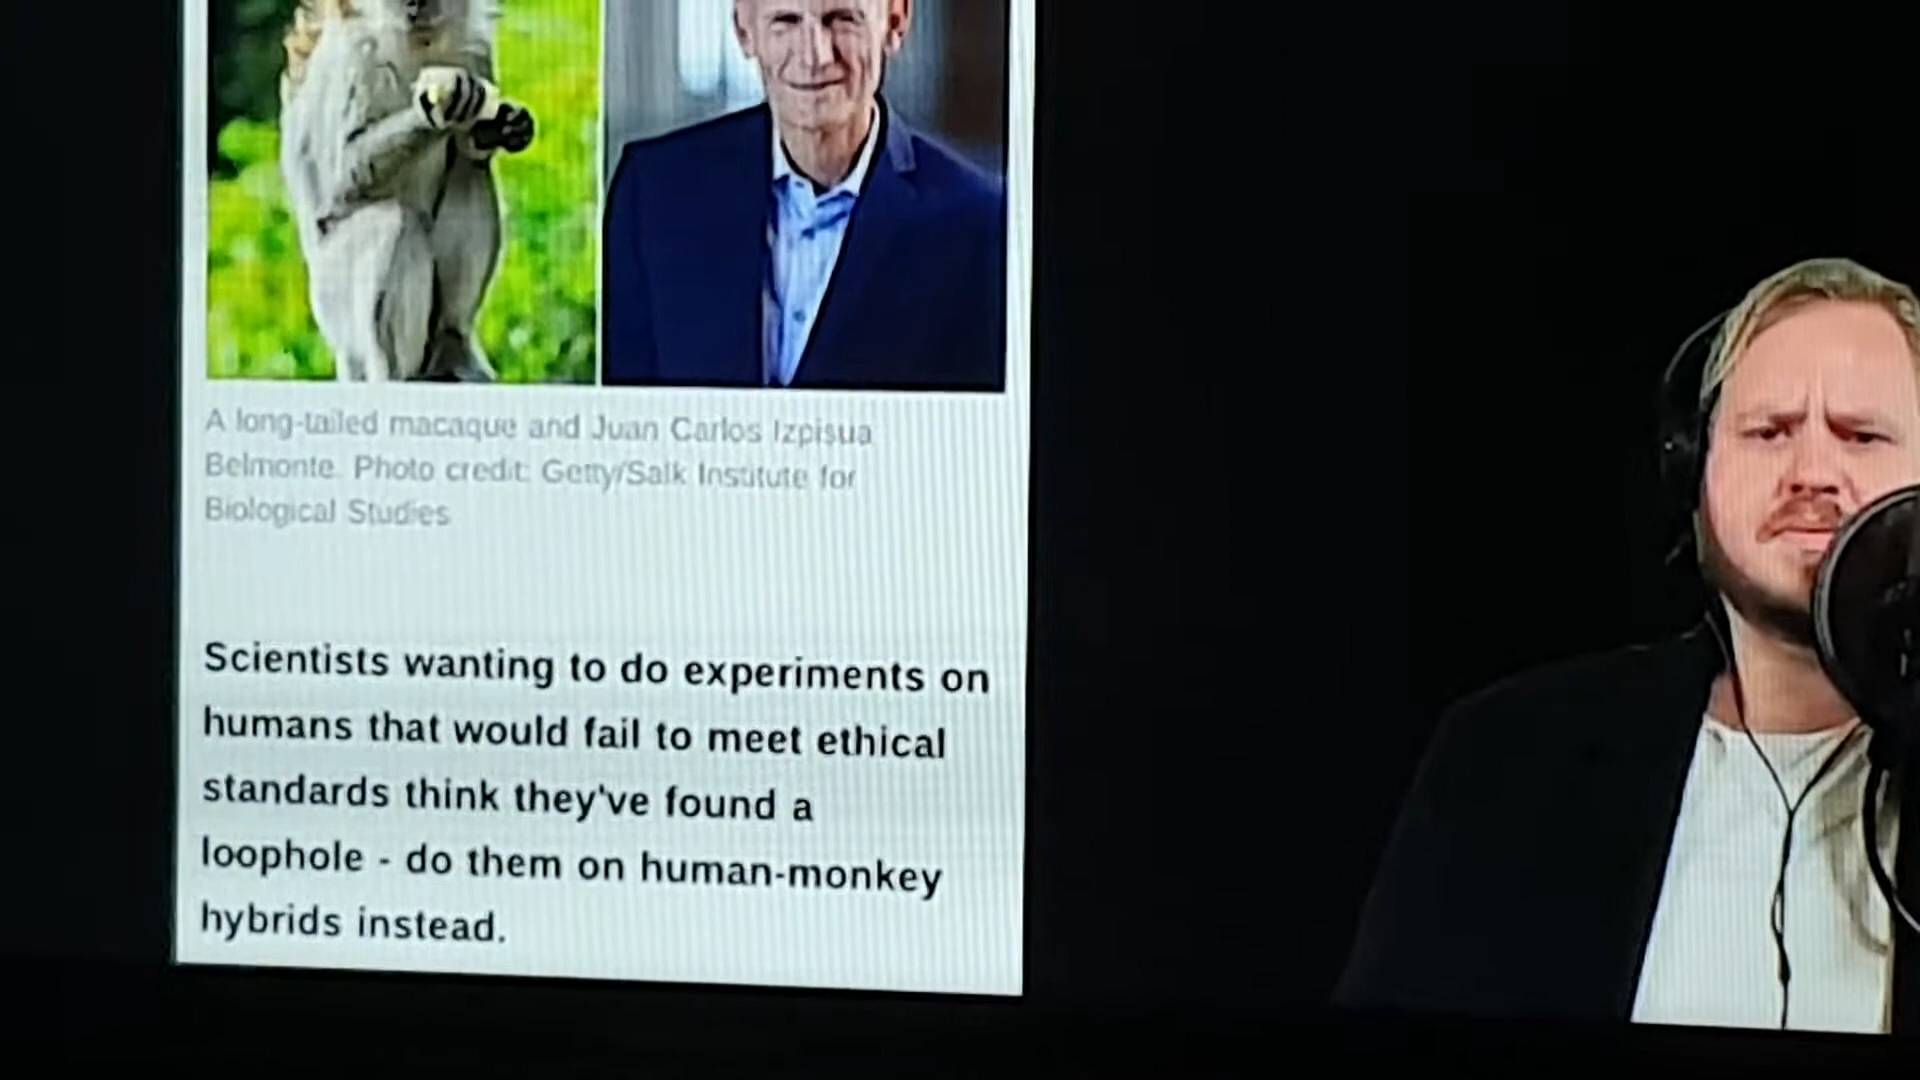 A long-tailed macaque and Juan Carlos Izpisua
Belmonte. Photo credit: Getty/Salk Institute for
Biological Studies
Scientists wanting to do experiments on
humans that would fail to meet ethical
standards think they've found a
loophole - do them on human-monkey
hybrids instead.